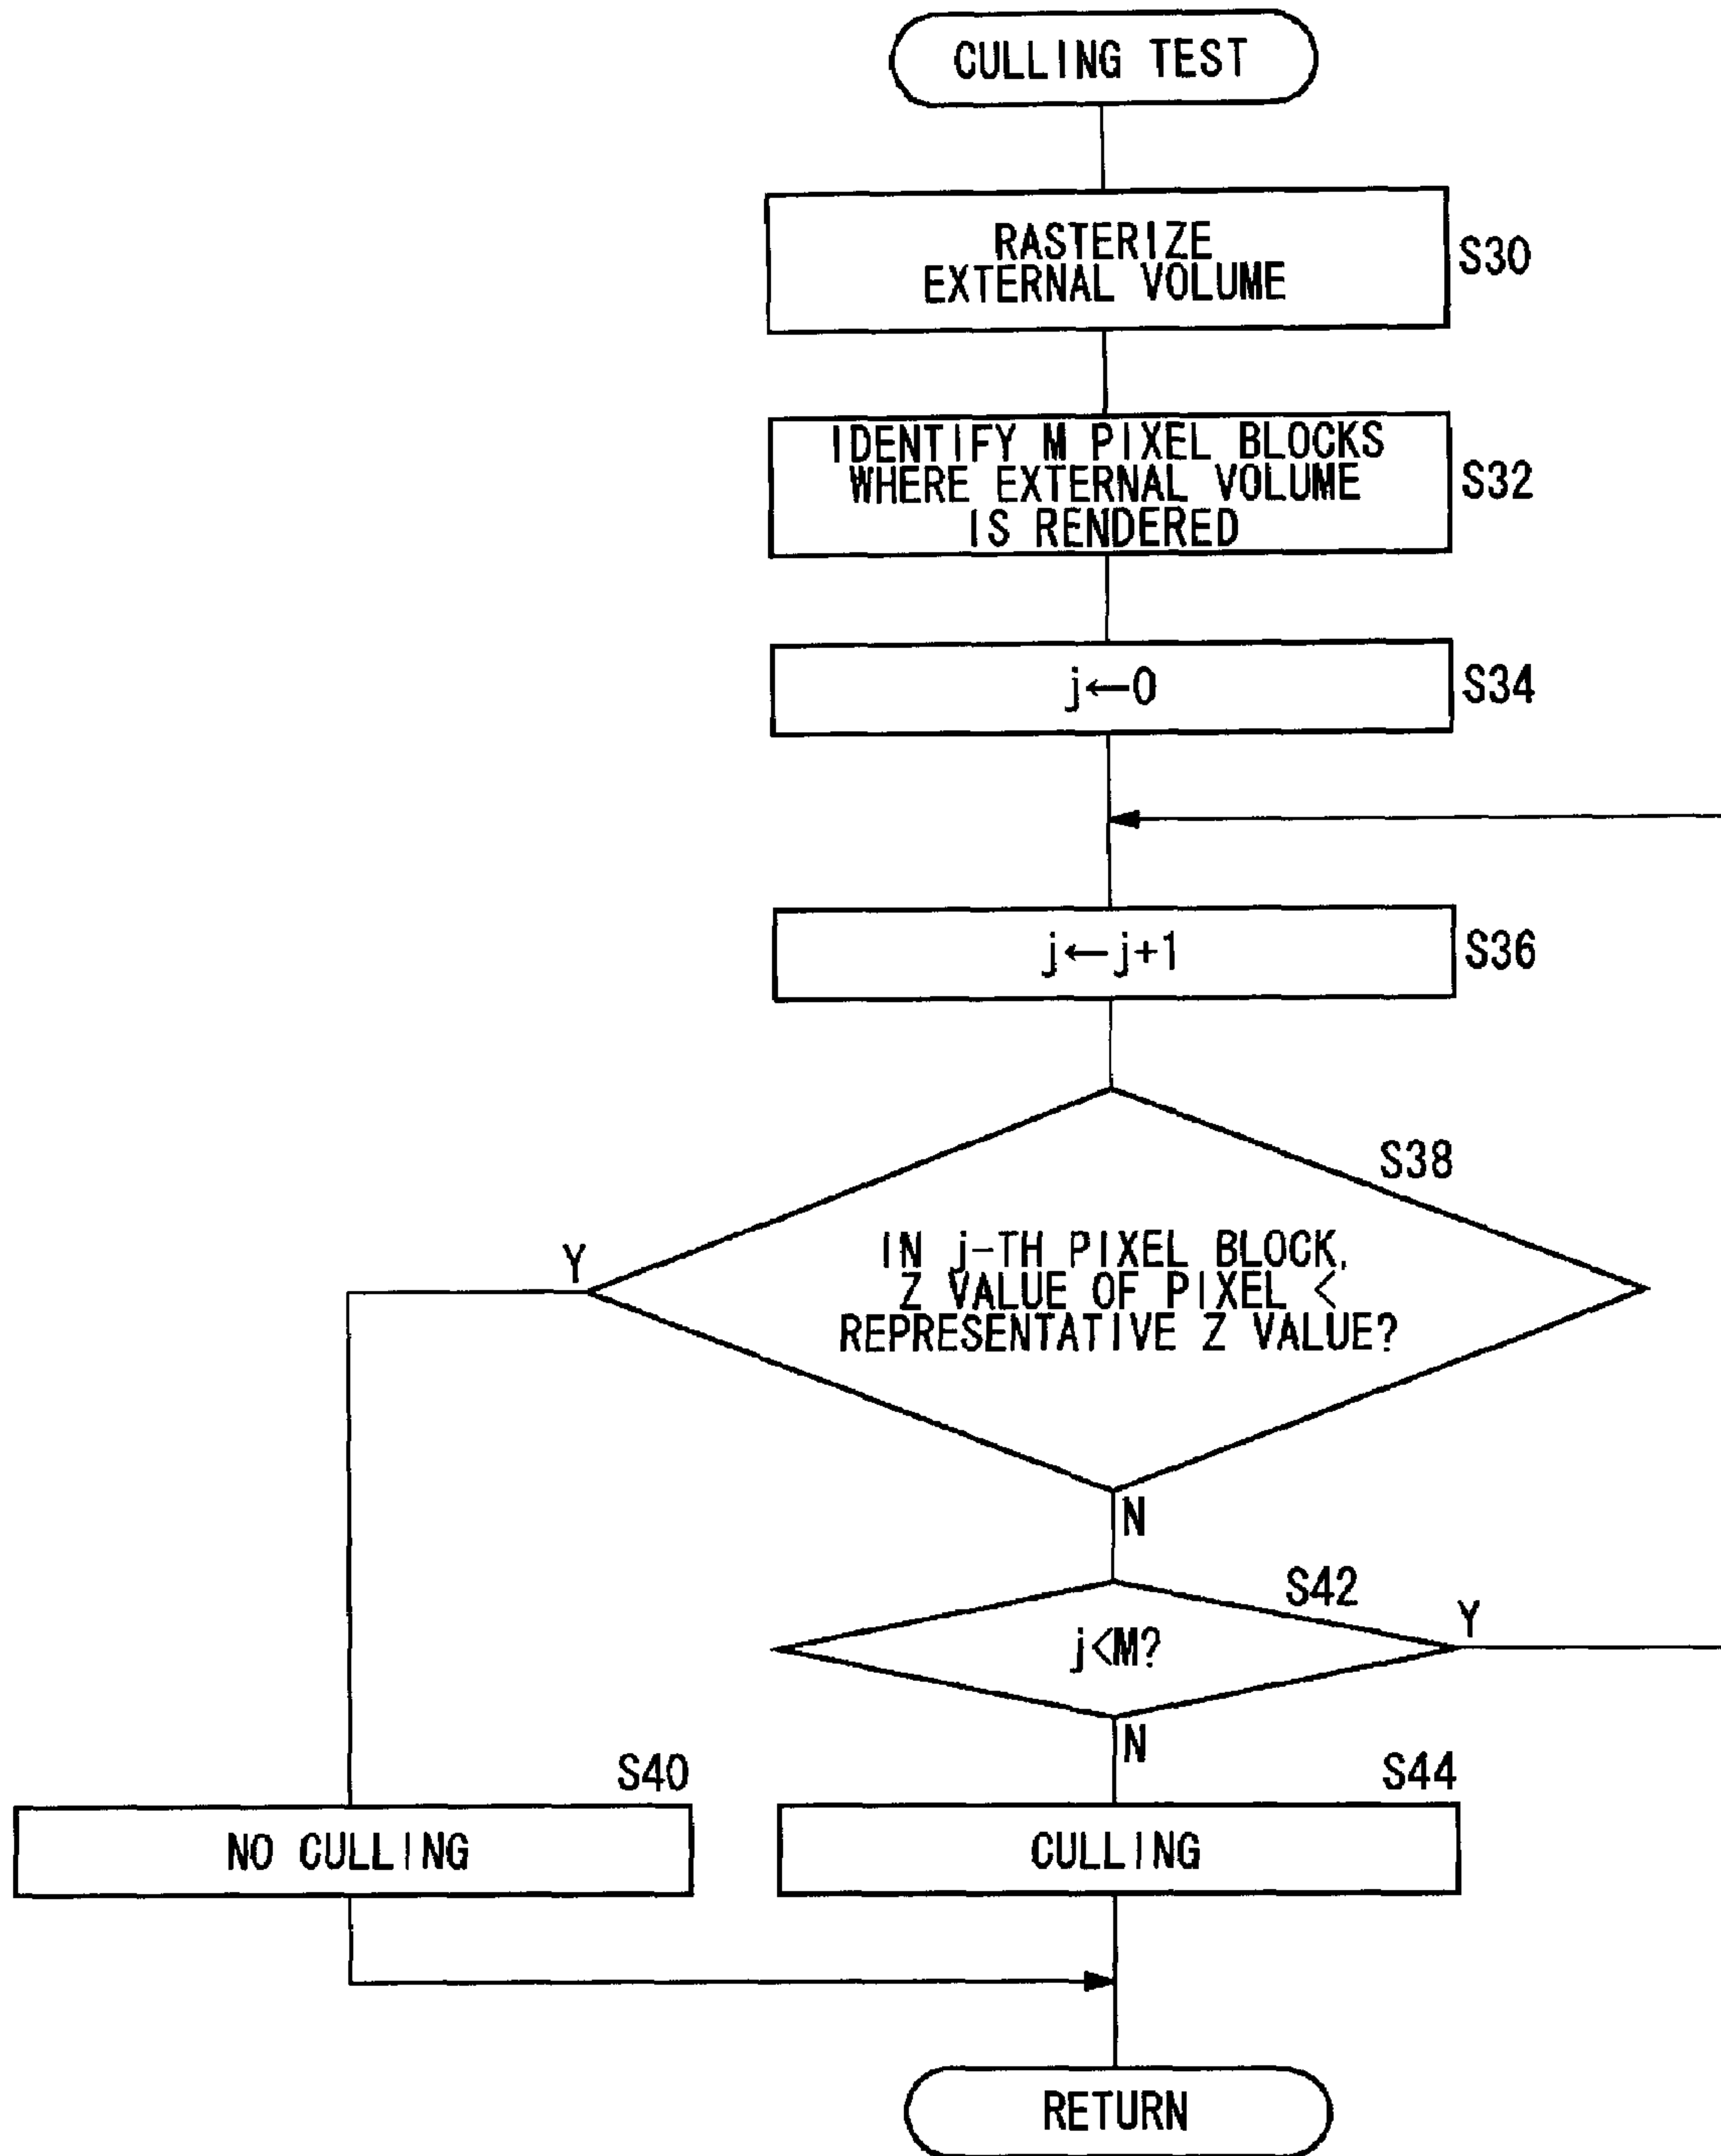 CULLING TEST
RASTERIZE
EXTERNAL VOLUME
S30
IDENTIFY M PIXEL BLOCKS
WHERE EXTERNAL VOLUME
IS RENDERED
S32
j←0
S34
j←j+1
S36
S38
IN j-TH PIXEL BLOCK,
Z VALUE OF PIXEL <
REPRESENTATIVE Z VALUE?
Y
N
S42
j<M?
Y
N
S40
NO CULLING
S44
CULLING
RETURN